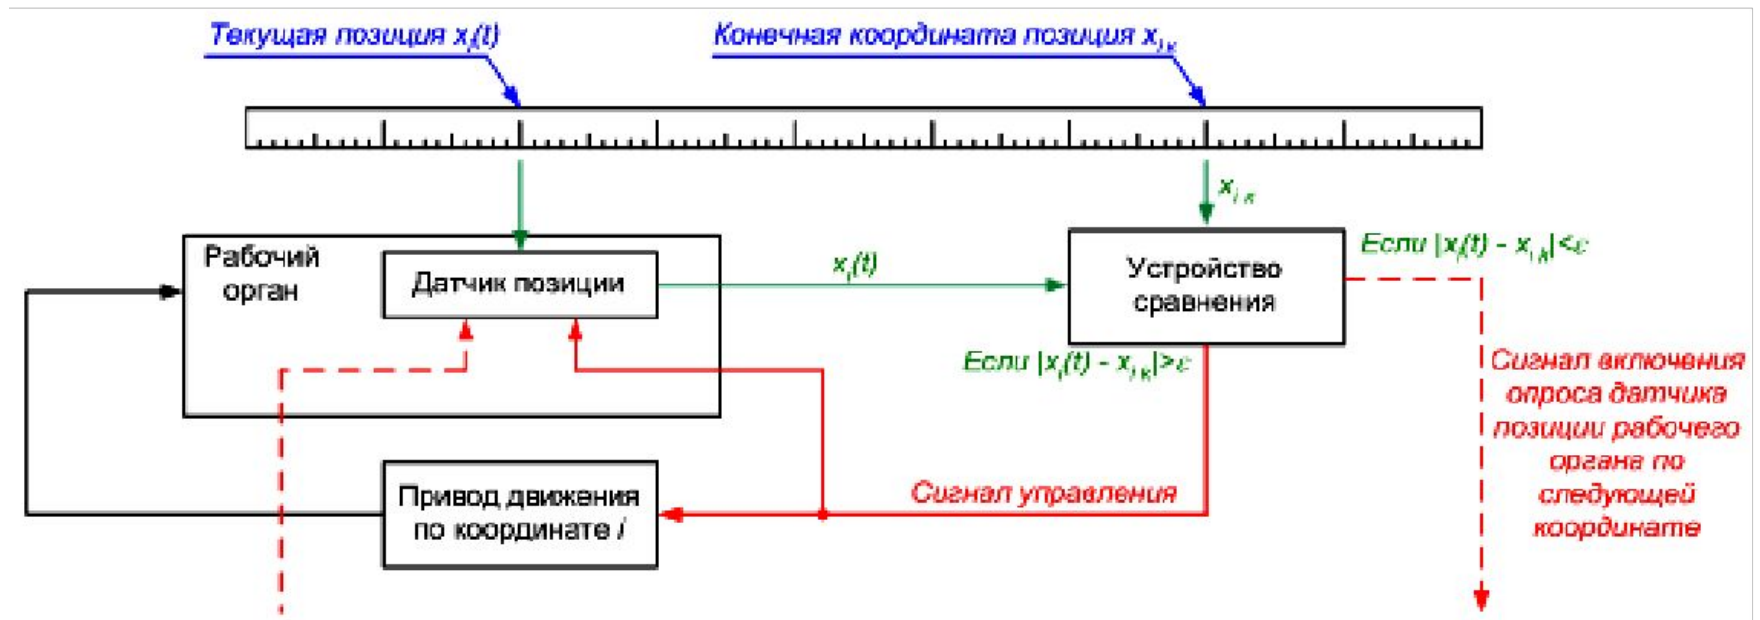 Текущая позиция xᵢ(t)
Конечная координата позиция xᵢ ₖ
xᵢ ₖ
Рабочий
орган
Датчик позиции
xᵢ(t)
Устройство
сравнения
Если |xᵢ(t) - xᵢ ₖ|<ε
Если |xᵢ(t) - xᵢ ₖ|>ε
Сигнал включения
опроса датчика
позиции рабочего
органа по
следующей
координате
Привод движения
по координате i
Сигнал управления